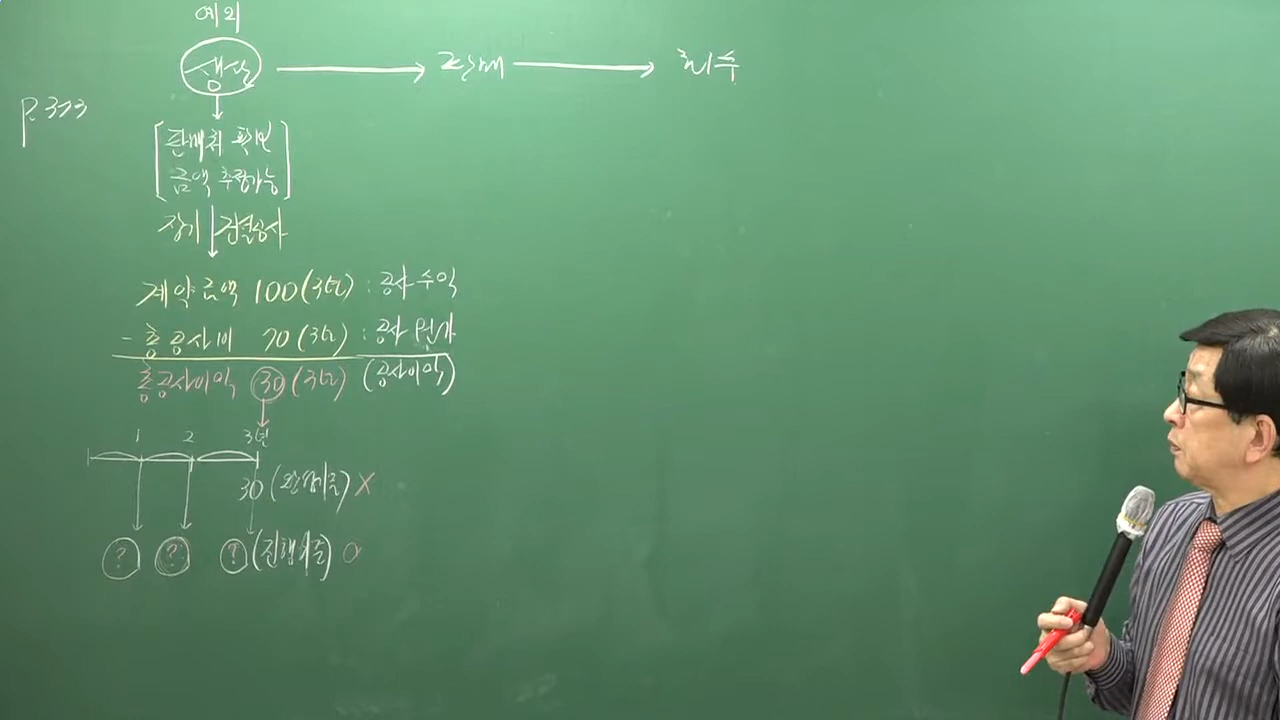 예외
생산 → 판매 → 회수
P.373
[판매처 확인
금액 추정가능]
장기 건설공사
계약금액 100(3년) : 공사수익
- 총공사비 70(3년) : 공사원가
총공사이익 30(3년) (공사이익)
1 2 3년
30 (완성기준) X
? ? ? (진행기준) O